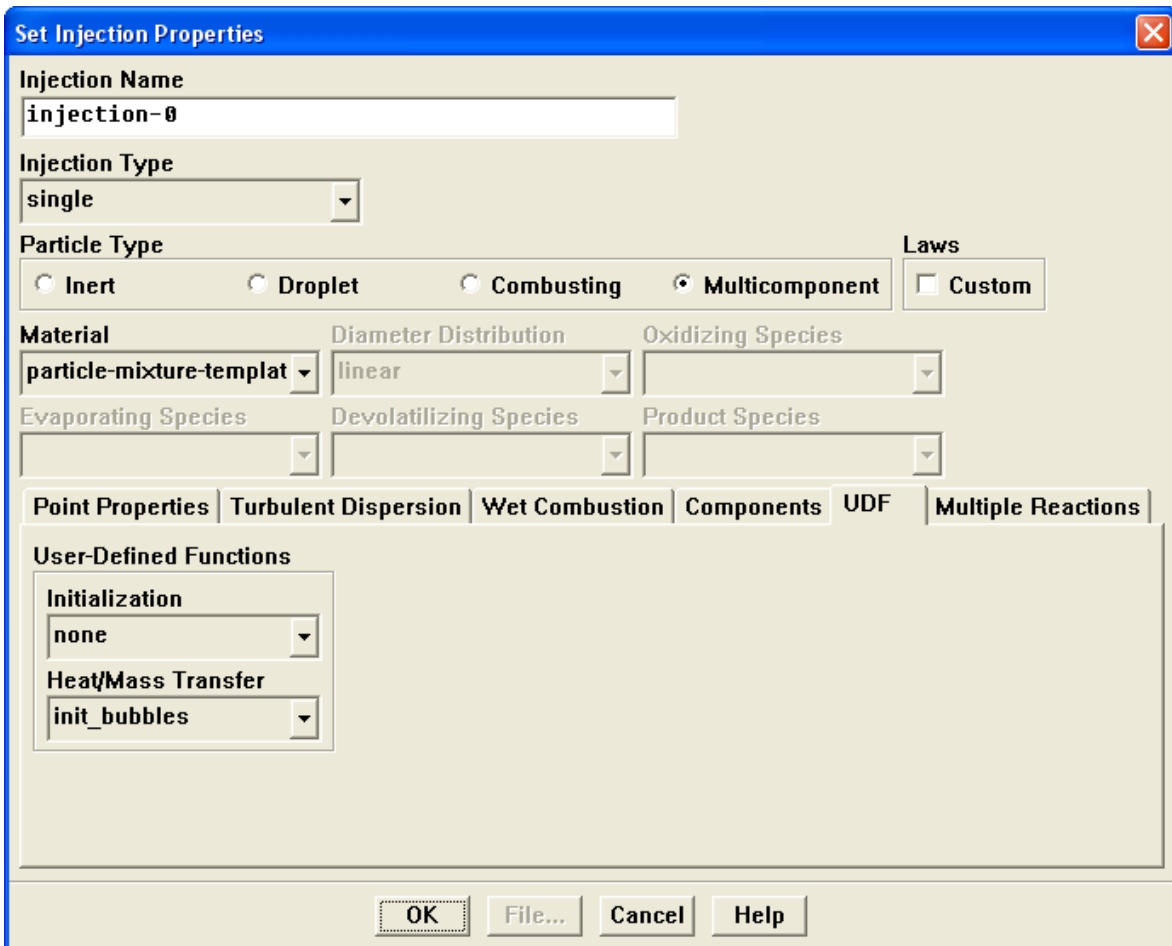 Set Injection Properties
Injection Name
injection-0
Injection Type
single
Particle Type Laws
Inert Droplet Combusting Multicomponent Custom
Material Diameter Distribution Oxidizing Species
particle-mixture-templat linear
Evaporating Species Devolatilizing Species Product Species
Point Properties Turbulent Dispersion Wet Combustion Components UDF Multiple Reactions
User-Defined Functions
Initialization
none
Heat/Mass Transfer
init_bubbles
OK File... Cancel Help